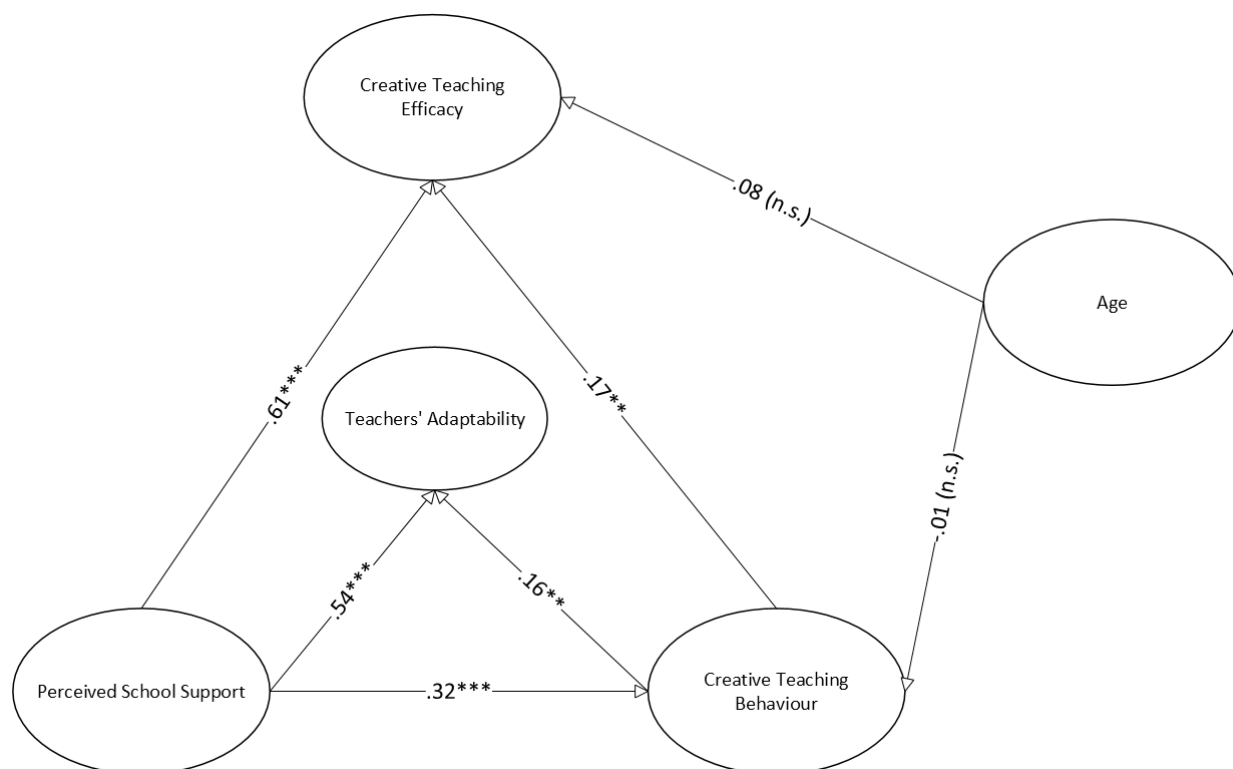 Creative Teaching
Efficacy
.08 (n.s.)
Age
.61***
.17**
Teachers' Adaptability
-.01 (n.s.)
.54***
.16**
Perceived School Support
.32***
Creative Teaching
Behaviour